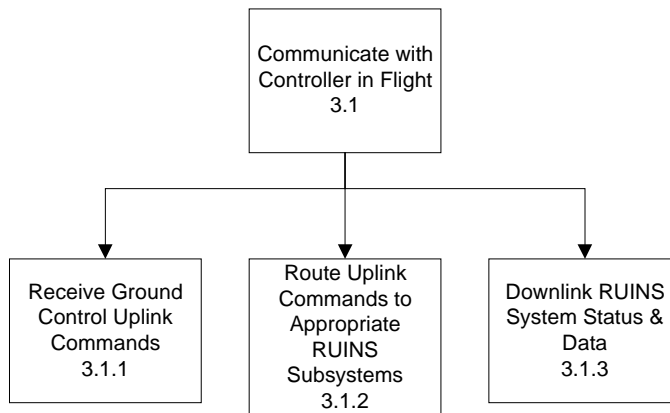 Communicate with
Controller in Flight
3.1
Receive Ground
Control Uplink
Commands
3.1.1
Route Uplink
Commands to
Appropriate
RUINS
Subsystems
3.1.2
Downlink RUINS
System Status &
Data
3.1.3